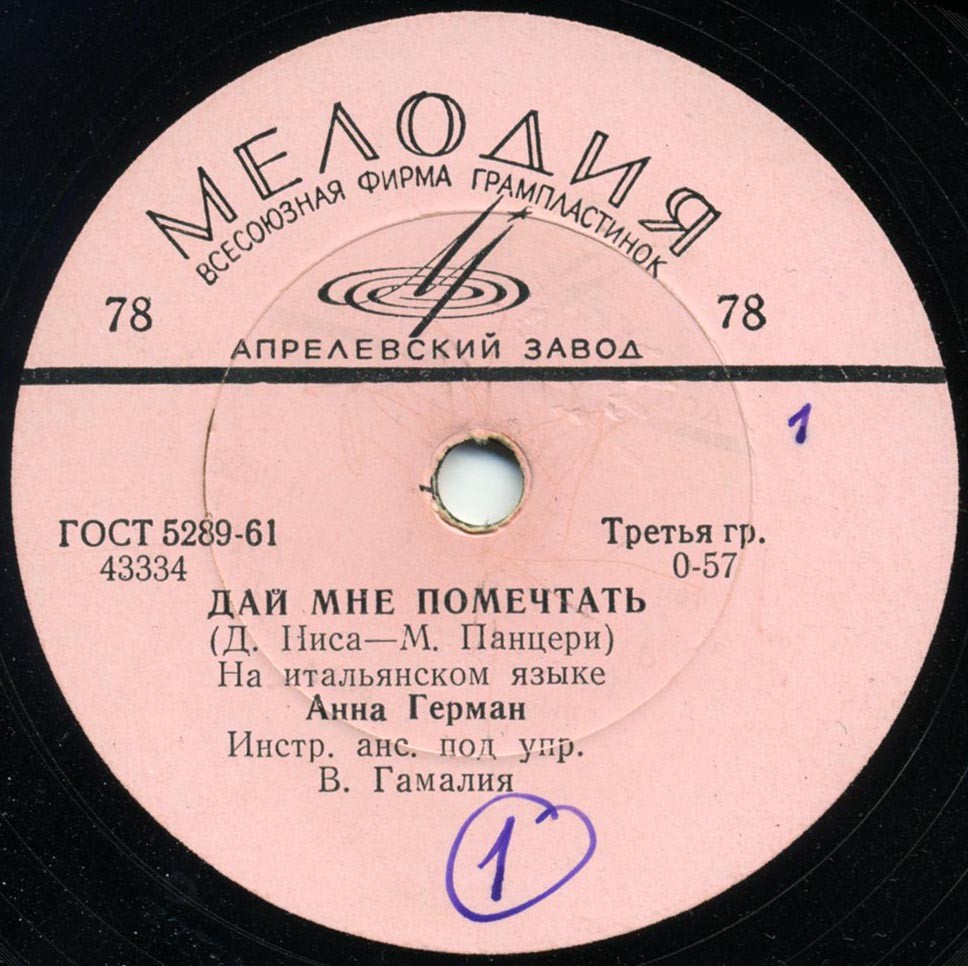 МЕЛОДИЯ
ВСЕСОЮЗНАЯ ФИРМА ГРАМПЛАСТИНОК
78 78
АПРЕЛЕВСКИЙ ЗАВОД
1
ГОСТ 5289-61 Третья гр.
43334 0-57
ДАЙ МНЕ ПОМЕЧТАТЬ
(Д. Ниса—М. Панцери)
На итальянском языке
Анна Герман
Инстр. анс. под упр.
В. Гамалия
1